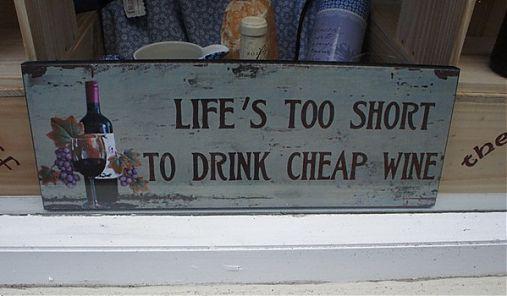 LIFE'S TOO SHORT
TO DRINK CHEAP WINE
the